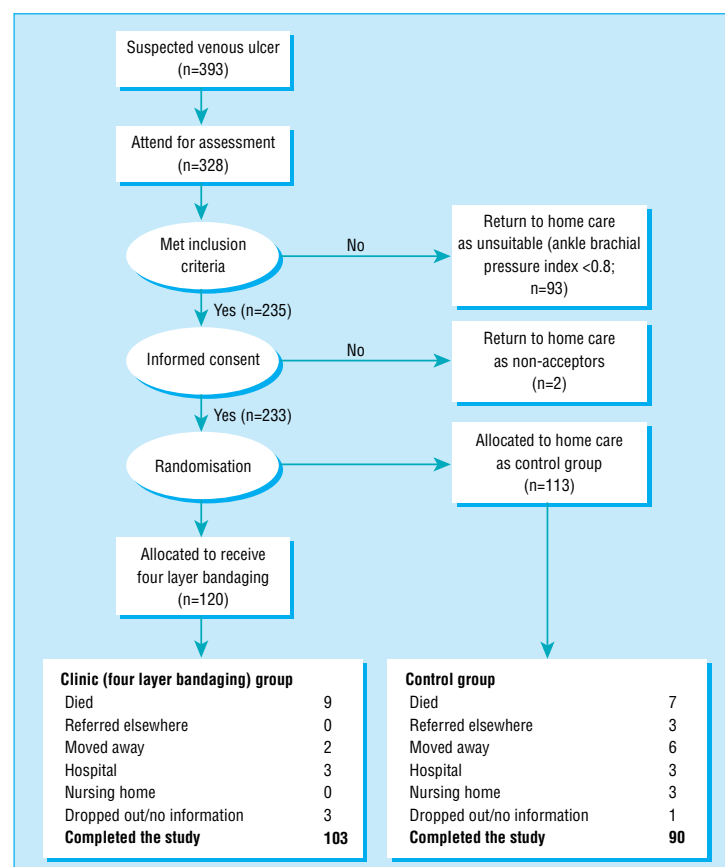 Suspected venous ulcer
(n=393)
Attend for assessment
(n=328)
Met inclusion
criteria
No
Return to home care
as unsuitable (ankle brachial
pressure index <0.8;
n=93)
Yes (n=235)
Informed consent
No
Return to home care
as non-acceptors
(n=2)
Yes (n=233)
Randomisation
Allocated to home care
as control group
(n=113)
Allocated to receive
four layer bandaging
(n=120)
Clinic (four layer bandaging) group
Died 9
Referred elsewhere 0
Moved away 2
Hospital 3
Nursing home 0
Dropped out/no information 3
Completed the study 103
Control group
Died 7
Referred elsewhere 3
Moved away 6
Hospital 3
Nursing home 3
Dropped out/no information 1
Completed the study 90